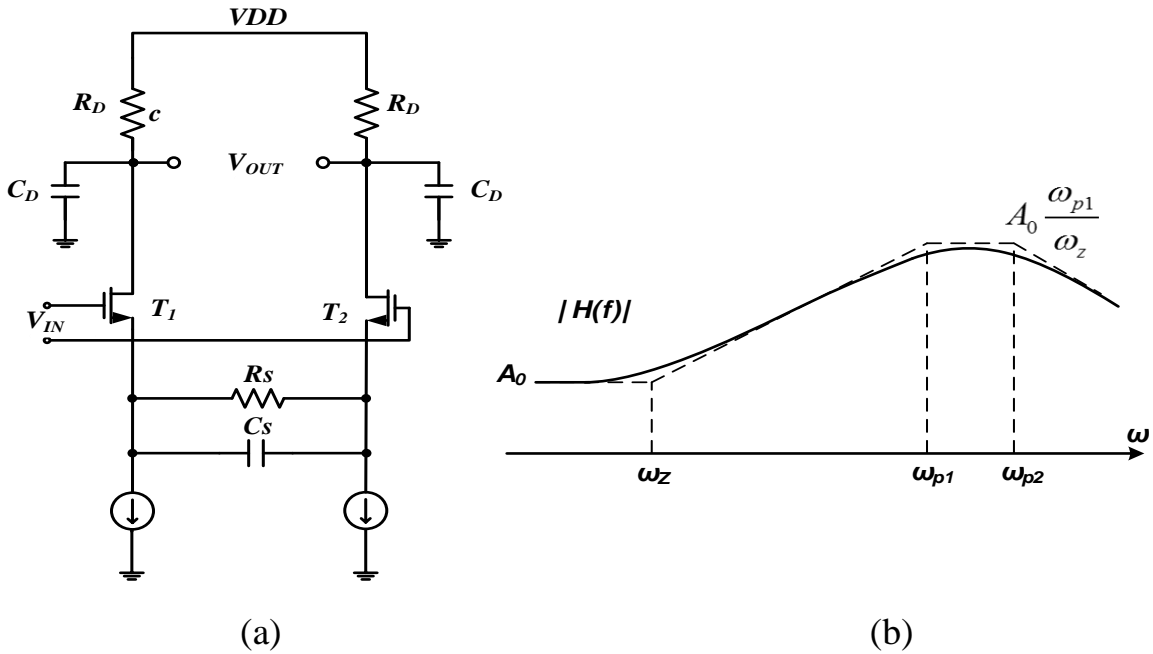 VDD
R_D
c
R_D
C_D
V_OUT
C_D
V_IN
T_1
T_2
Rs
Cs
(a)
A_0 ω_p1/ω_z
| H(f)|
A_0
ω
ω_Z
ω_p1
ω_p2
(b)